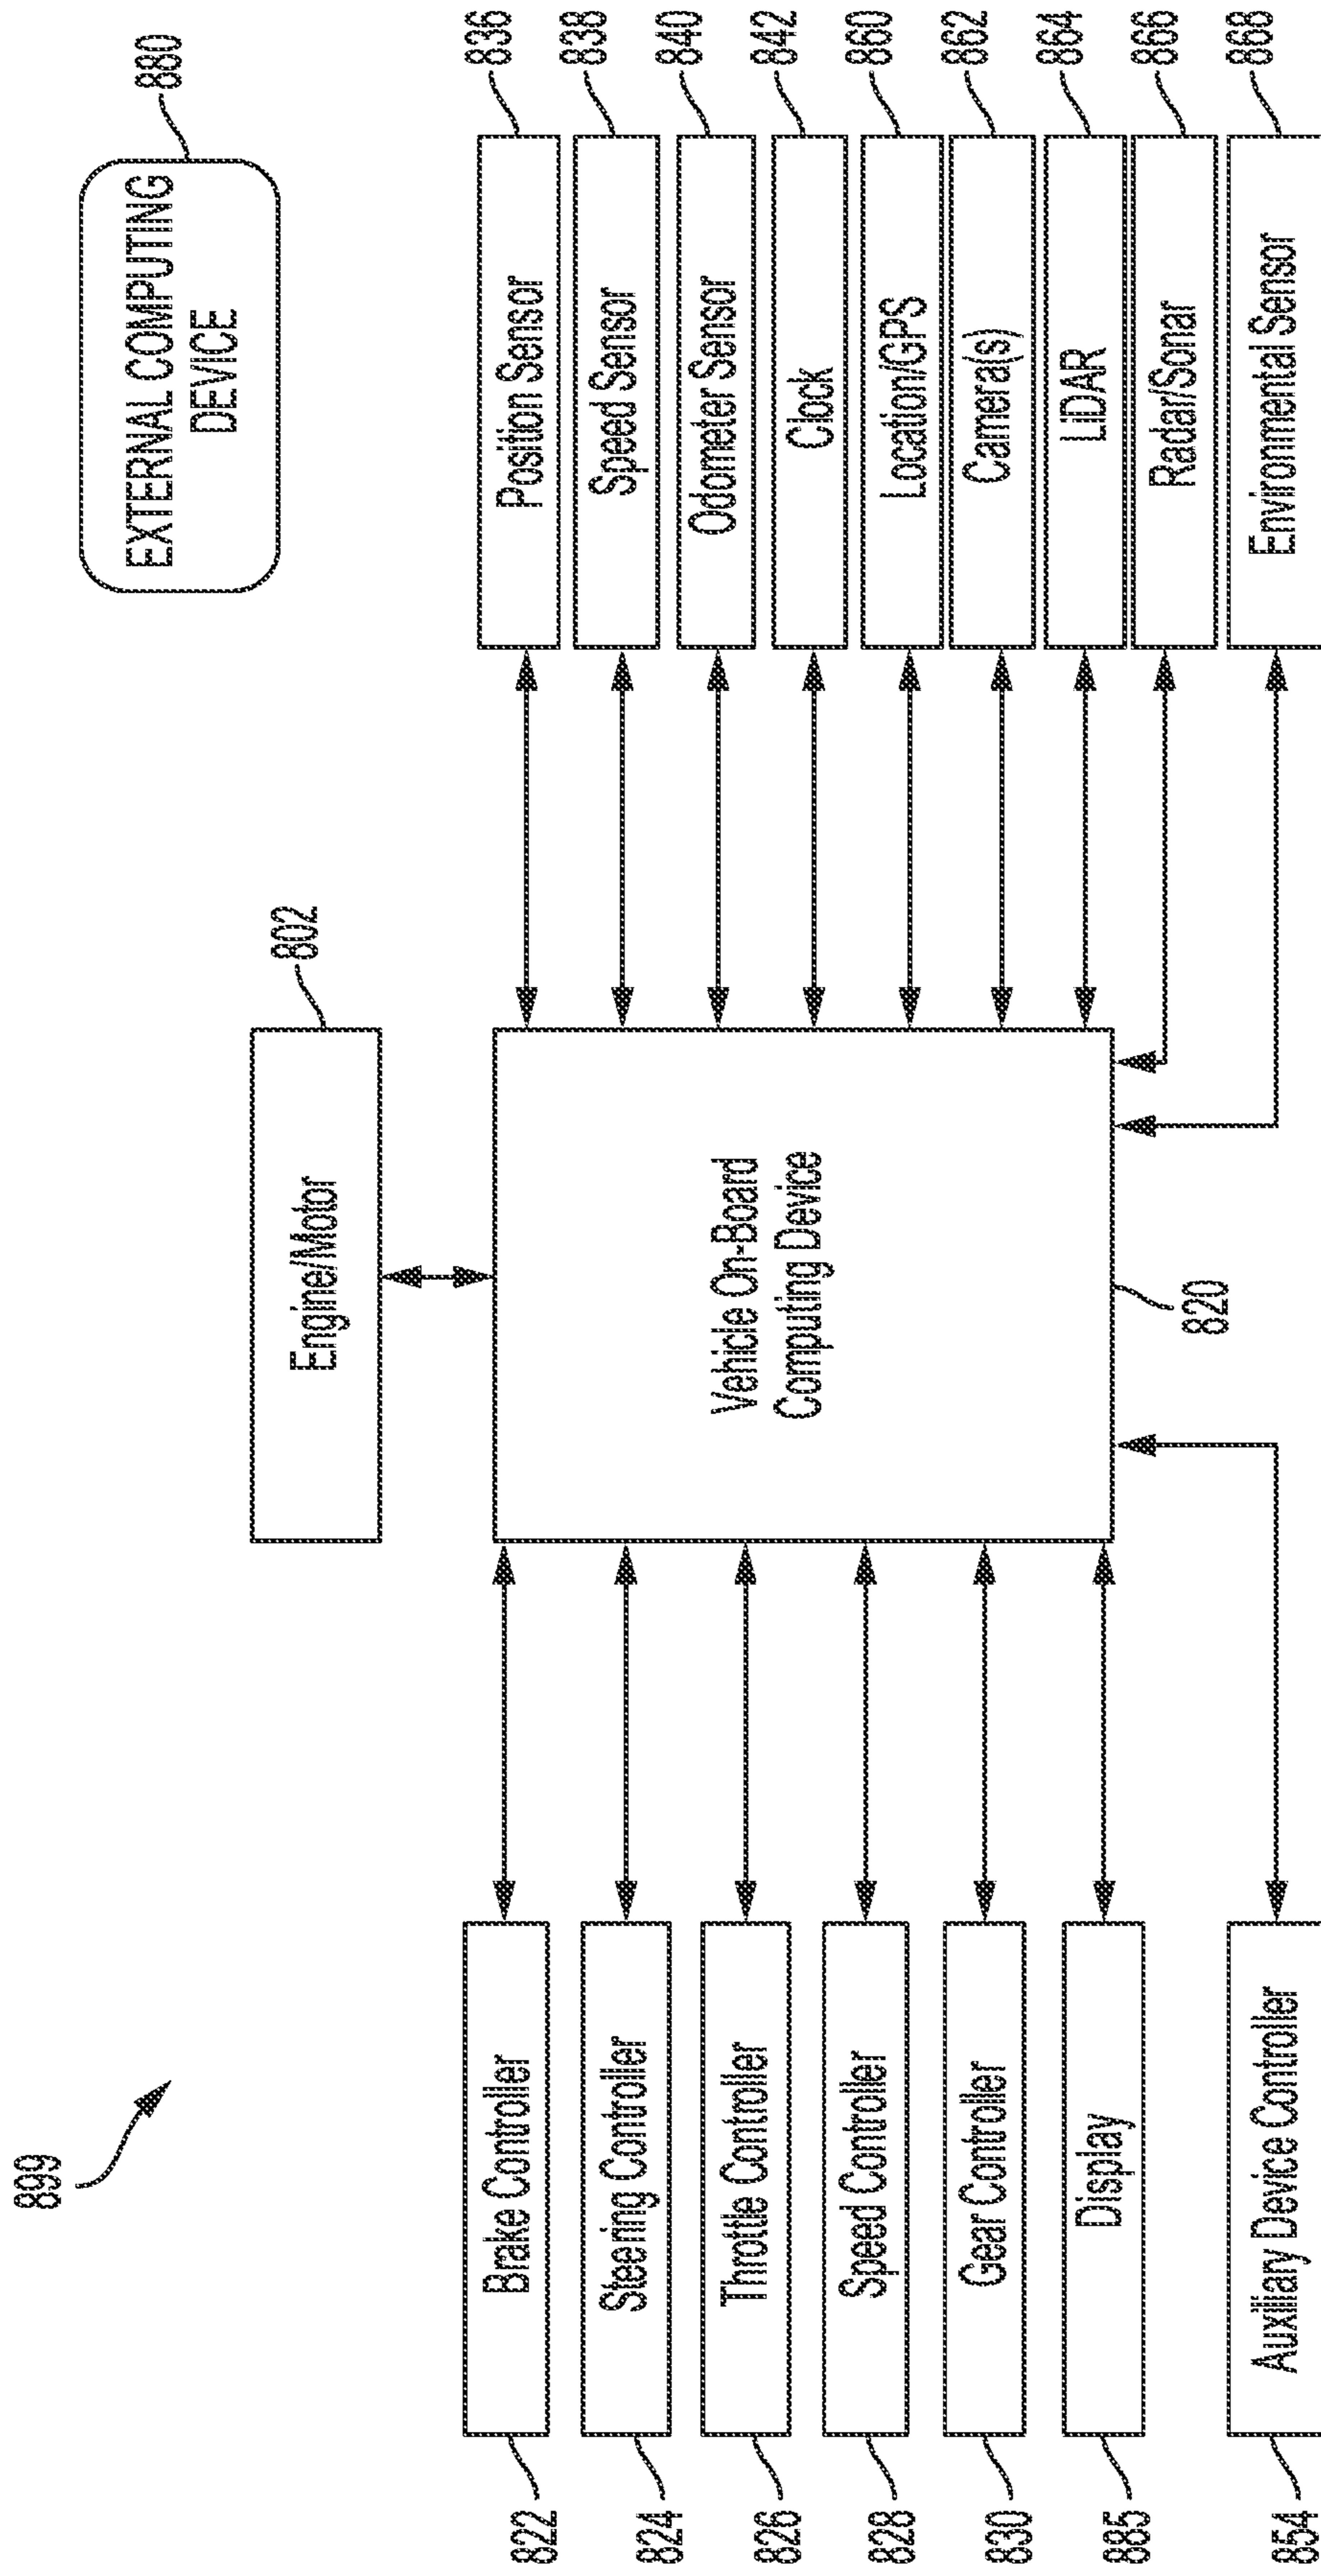 899
EXTERNAL COMPUTING
DEVICE
880
Engine/Motor
802
Brake Controller
822
Steering Controller
824
Throttle Controller
826
Speed Controller
828
Gear Controller
830
Display
885
Auxiliary Device Controller
854
Vehicle On-Board
Computing Device
820
Position Sensor
836
Speed Sensor
838
Odometer Sensor
840
Clock
842
Location/GPS
860
Camera(s)
862
LiDAR
864
Radar/Sonar
866
Environmental Sensor
868